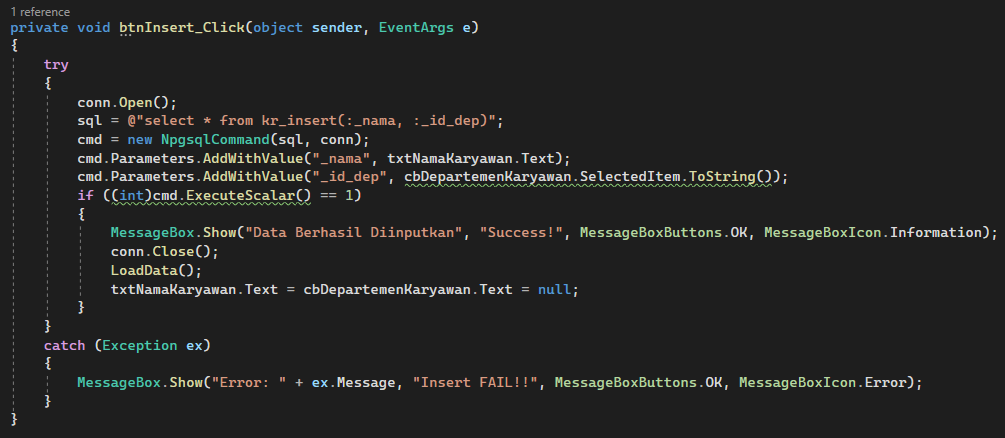 1 reference
private void btnInsert_Click(object sender, EventArgs e)
{
    try
    {
        conn.Open();
        sql = @"select * from kr_insert(:_nama, :_id_dep)";
        cmd = new NpgsqlCommand(sql, conn);
        cmd.Parameters.AddWithValue("_nama", txtNamaKaryawan.Text);
        cmd.Parameters.AddWithValue("_id_dep", cbDepartemenKaryawan.SelectedItem.ToString());
        if ((int)cmd.ExecuteScalar() == 1)
        {
            MessageBox.Show("Data Berhasil Diinputkan", "Success!", MessageBoxButtons.OK, MessageBoxIcon.Information);
            conn.Close();
            LoadData();
            txtNamaKaryawan.Text = cbDepartemenKaryawan.Text = null;
        }
    }
    catch (Exception ex)
    {
        MessageBox.Show("Error: " + ex.Message, "Insert FAIL!!", MessageBoxButtons.OK, MessageBoxIcon.Error);
    }
}